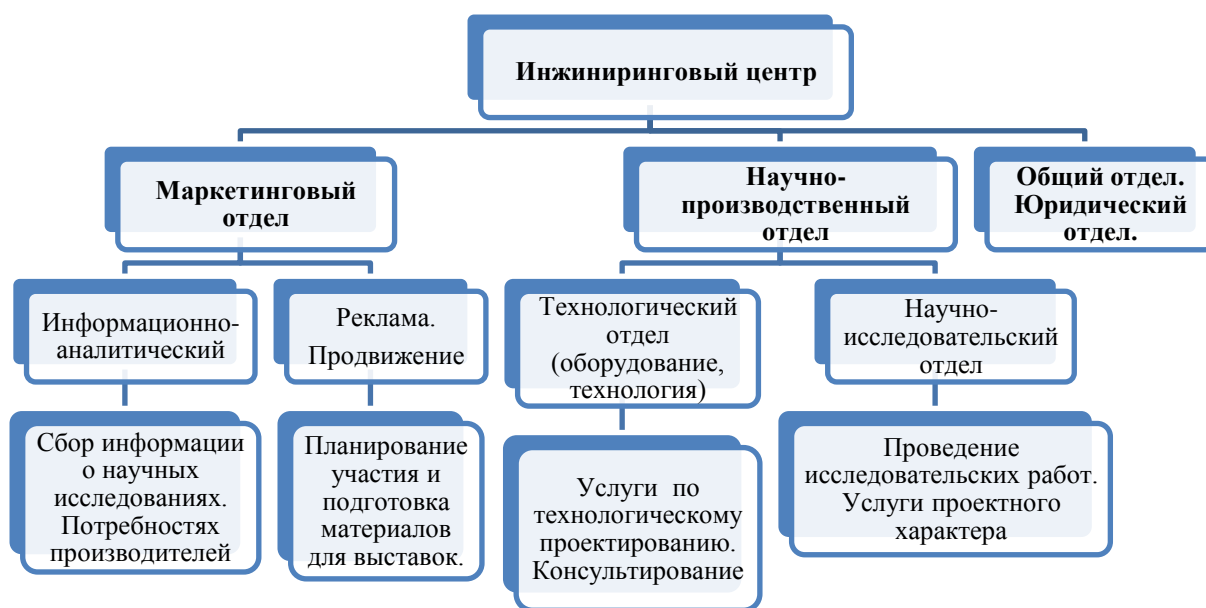 Инжиниринговый центр
Маркетинговый
отдел
Научно-
производственный
отдел
Общий отдел.
Юридический
отдел.
Информационно-
аналитический
Реклама.
Продвижение
Технологический
отдел
(оборудование,
технология)
Научно-
исследовательский
отдел
Сбор информации
о научных
исследованиях.
Потребностях
производителей
Планирование
участия и
подготовка
материалов
для выставок.
Услуги по
технологическому
проектированию.
Консультирование
Проведение
исследовательских работ.
Услуги проектного
характера